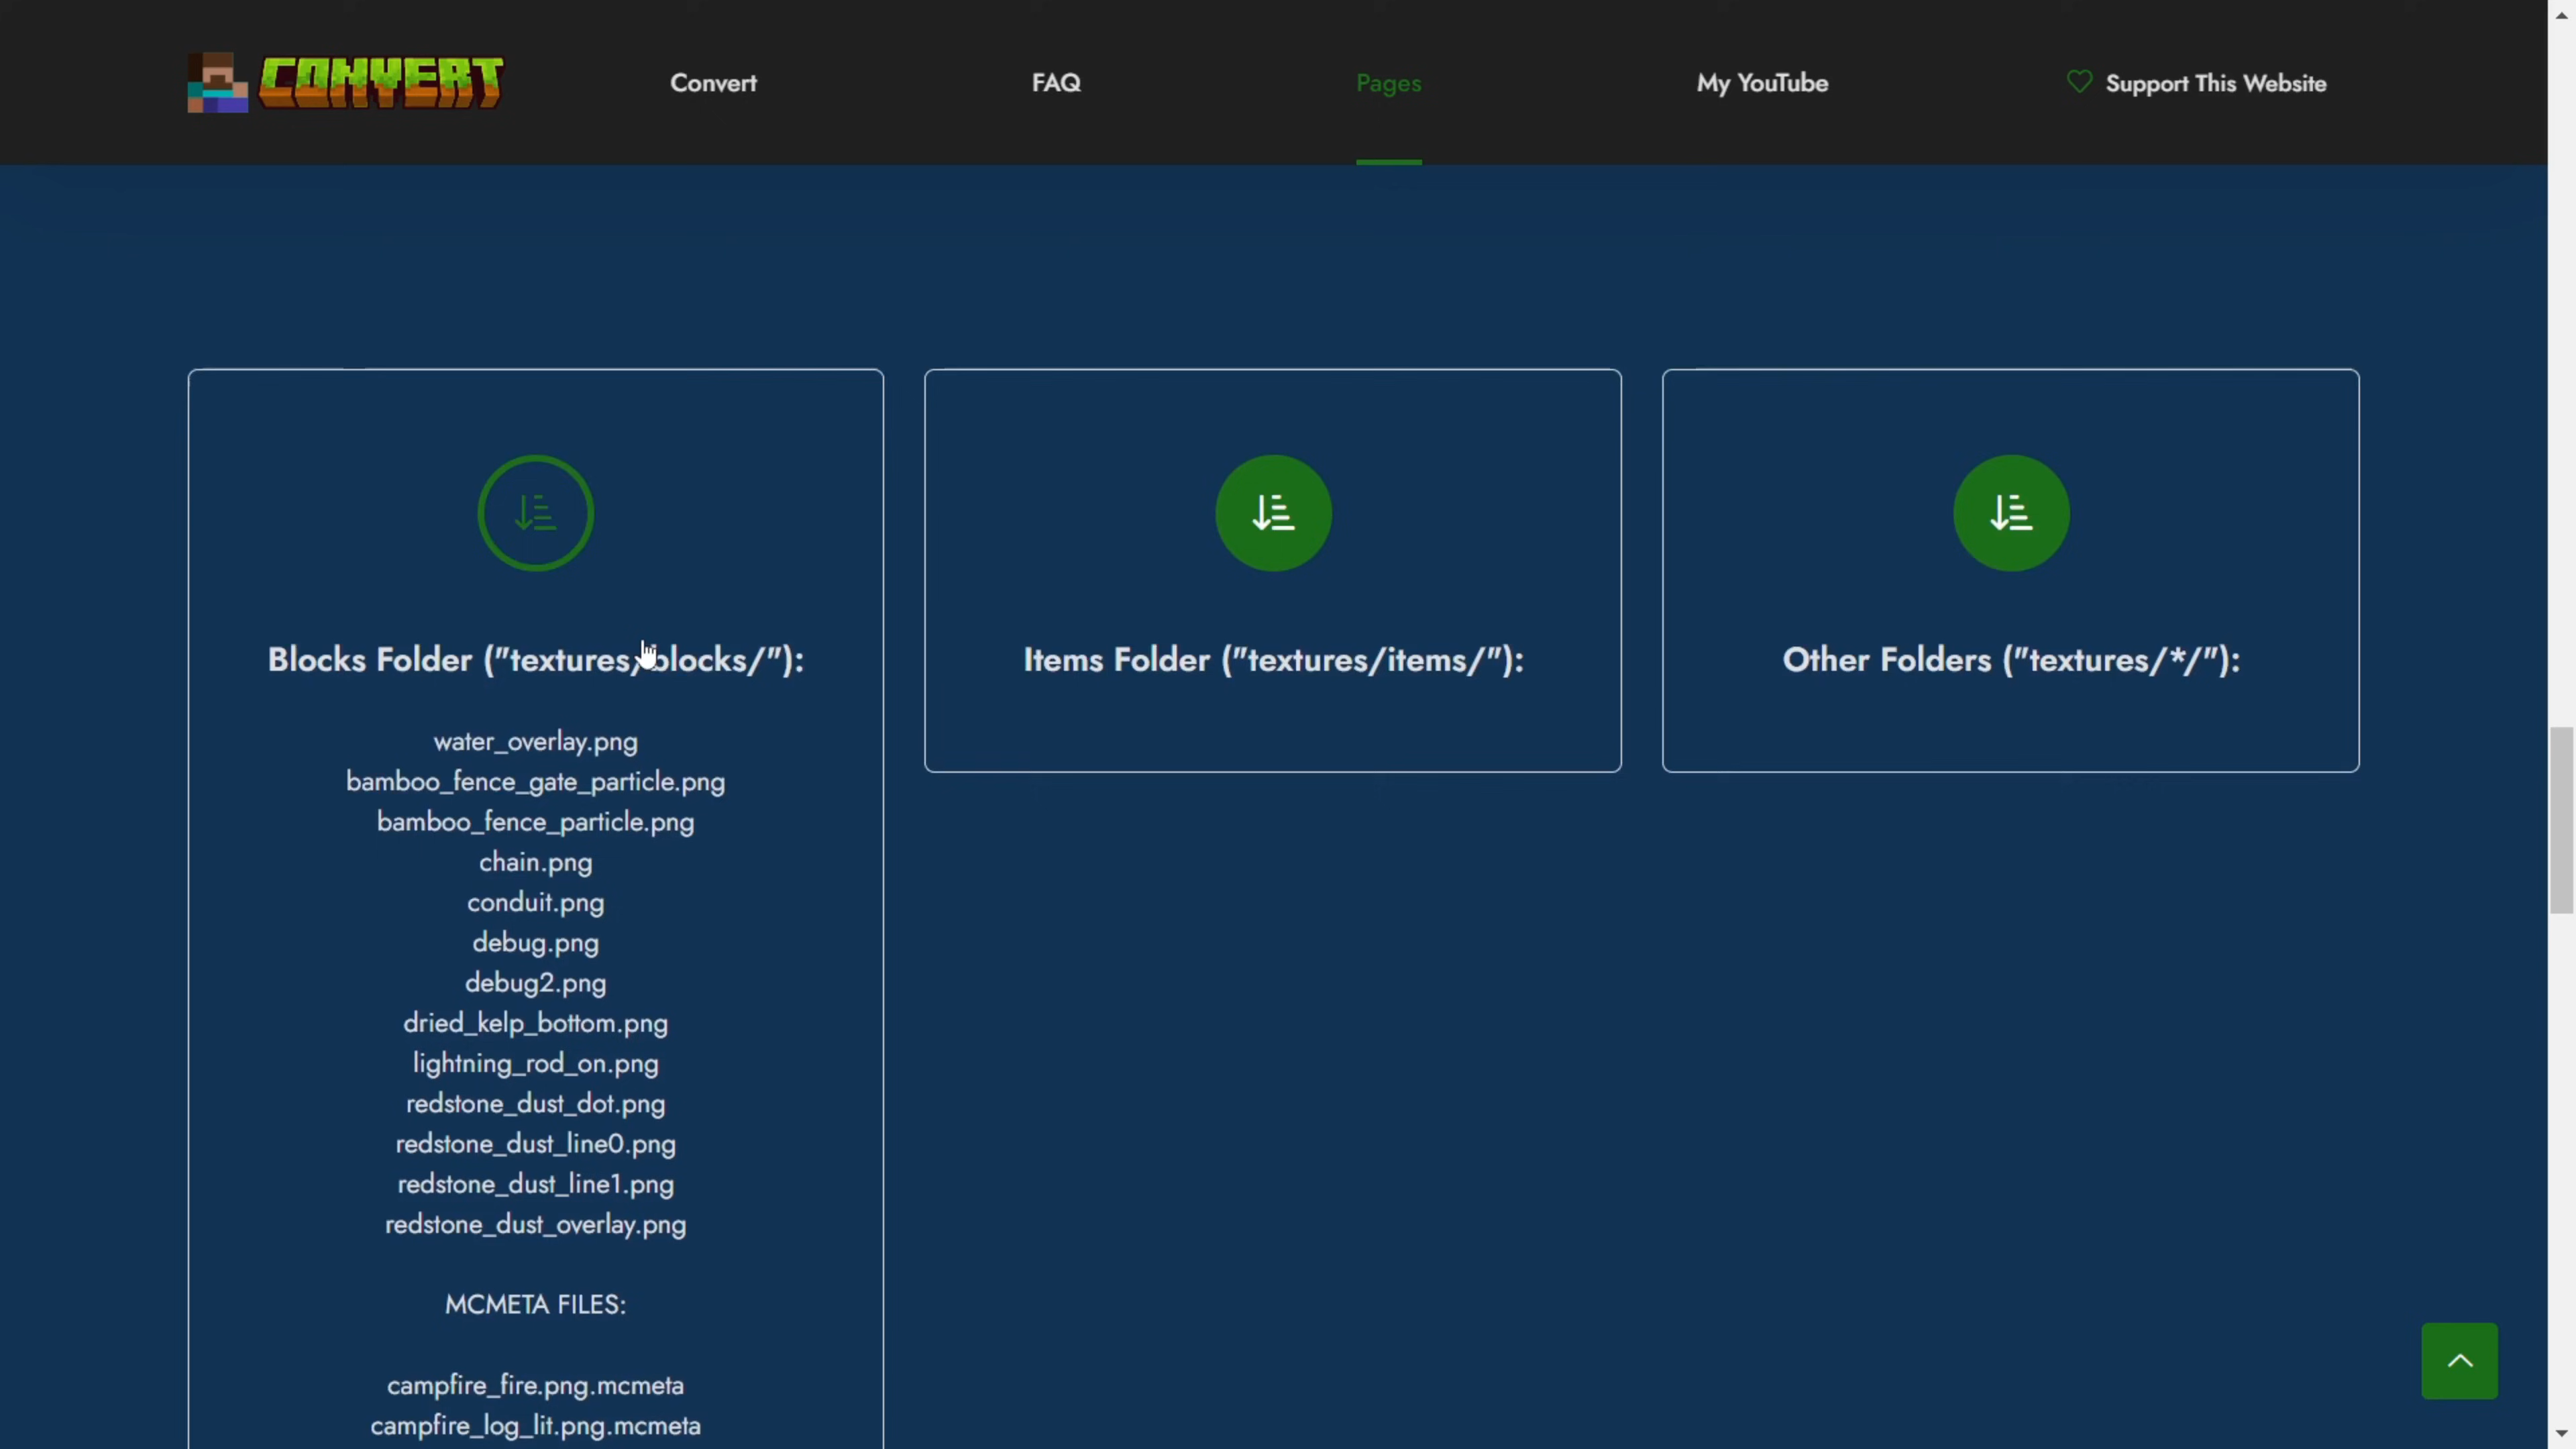 CONVERT
Convert
FAQ
Pages
My YouTube
Support This Website
Blocks Folder ("textures/blocks/"):
water_overlay.png
bamboo_fence_gate_particle.png
bamboo_fence_particle.png
chain.png
conduit.png
debug.png
debug2.png
dried_kelp_bottom.png
lightning_rod_on.png
redstone_dust_dot.png
redstone_dust_line0.png
redstone_dust_line1.png
redstone_dust_overlay.png
MCMETA FILES:
campfire_fire.png.mcmeta
campfire_log_lit.png.mcmeta
Items Folder ("textures/items/"):
Other Folders ("textures/*/"):